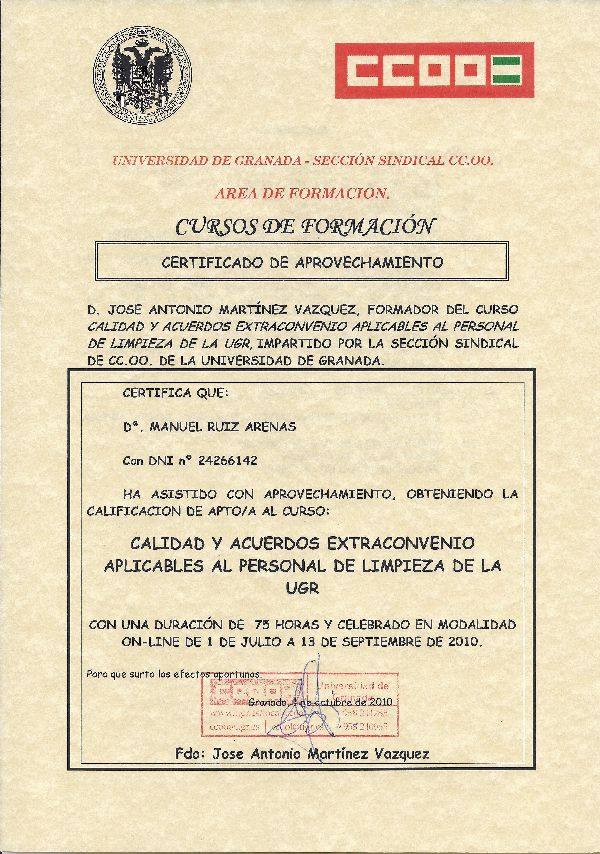 CCOO
UNIVERSIDAD DE GRANADA - SECCIÓN SINDICAL CC.OO.
AREA DE FORMACION.
CURSOS DE FORMACIÓN
CERTIFICADO DE APROVECHAMIENTO
D. JOSE ANTONIO MARTÍNEZ VAZQUEZ, FORMADOR DEL CURSO
CALIDAD Y ACUERDOS EXTRACONVENIO APLICABLES AL PERSONAL
DE LIMPIEZA DE LA UGR, IMPARTIDO POR LA SECCIÓN SINDICAL
DE CC.OO. DE LA UNIVERSIDAD DE GRANADA.
CERTIFICA QUE:
Dª. MANUEL RUIZ ARENAS
Con DNI nº 24266142
HA ASISTIDO CON APROVECHAMIENTO, OBTENIENDO LA
CALIFICACION DE APTO/A AL CURSO:
CALIDAD Y ACUERDOS EXTRACONVENIO
APLICABLES AL PERSONAL DE LIMPIEZA DE LA
UGR
CON UNA DURACIÓN DE 75 HORAS Y CELEBRADO EN MODALIDAD
ON-LINE DE 1 DE JULIO A 13 DE SEPTIEMBRE DE 2010.
Para que surta los efectos oportunos.
Universidad de
Granada, de octubre de 2010
Fdo: Jose Antonio Martínez Vazquez